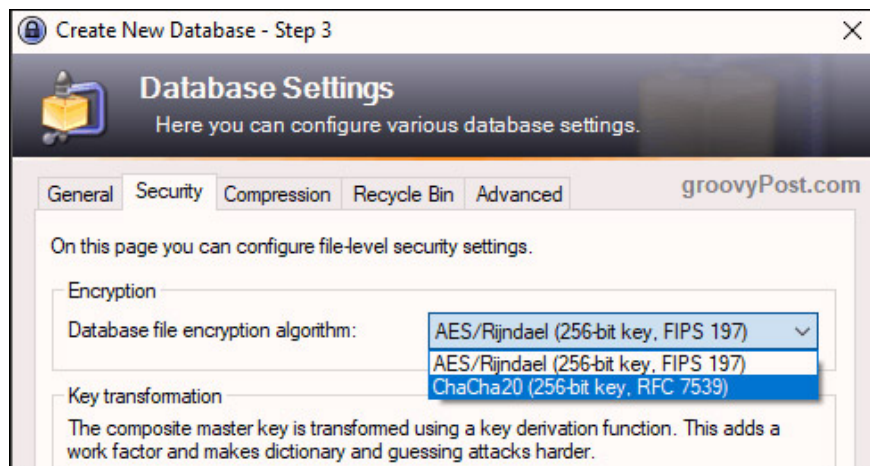 Create New Database - Step 3
Database Settings
Here you can configure various database settings.
General Security Compression Recycle Bin Advanced
groovyPost.com
On this page you can configure file-level security settings.
Encryption
Database file encryption algorithm:
AES/Rijndael (256-bit key, FIPS 197)
AES/Rijndael (256-bit key, FIPS 197)
ChaCha20 (256-bit key, RFC 7539)
Key transformation
The composite master key is transformed using a key derivation function. This adds a
work factor and makes dictionary and guessing attacks harder.